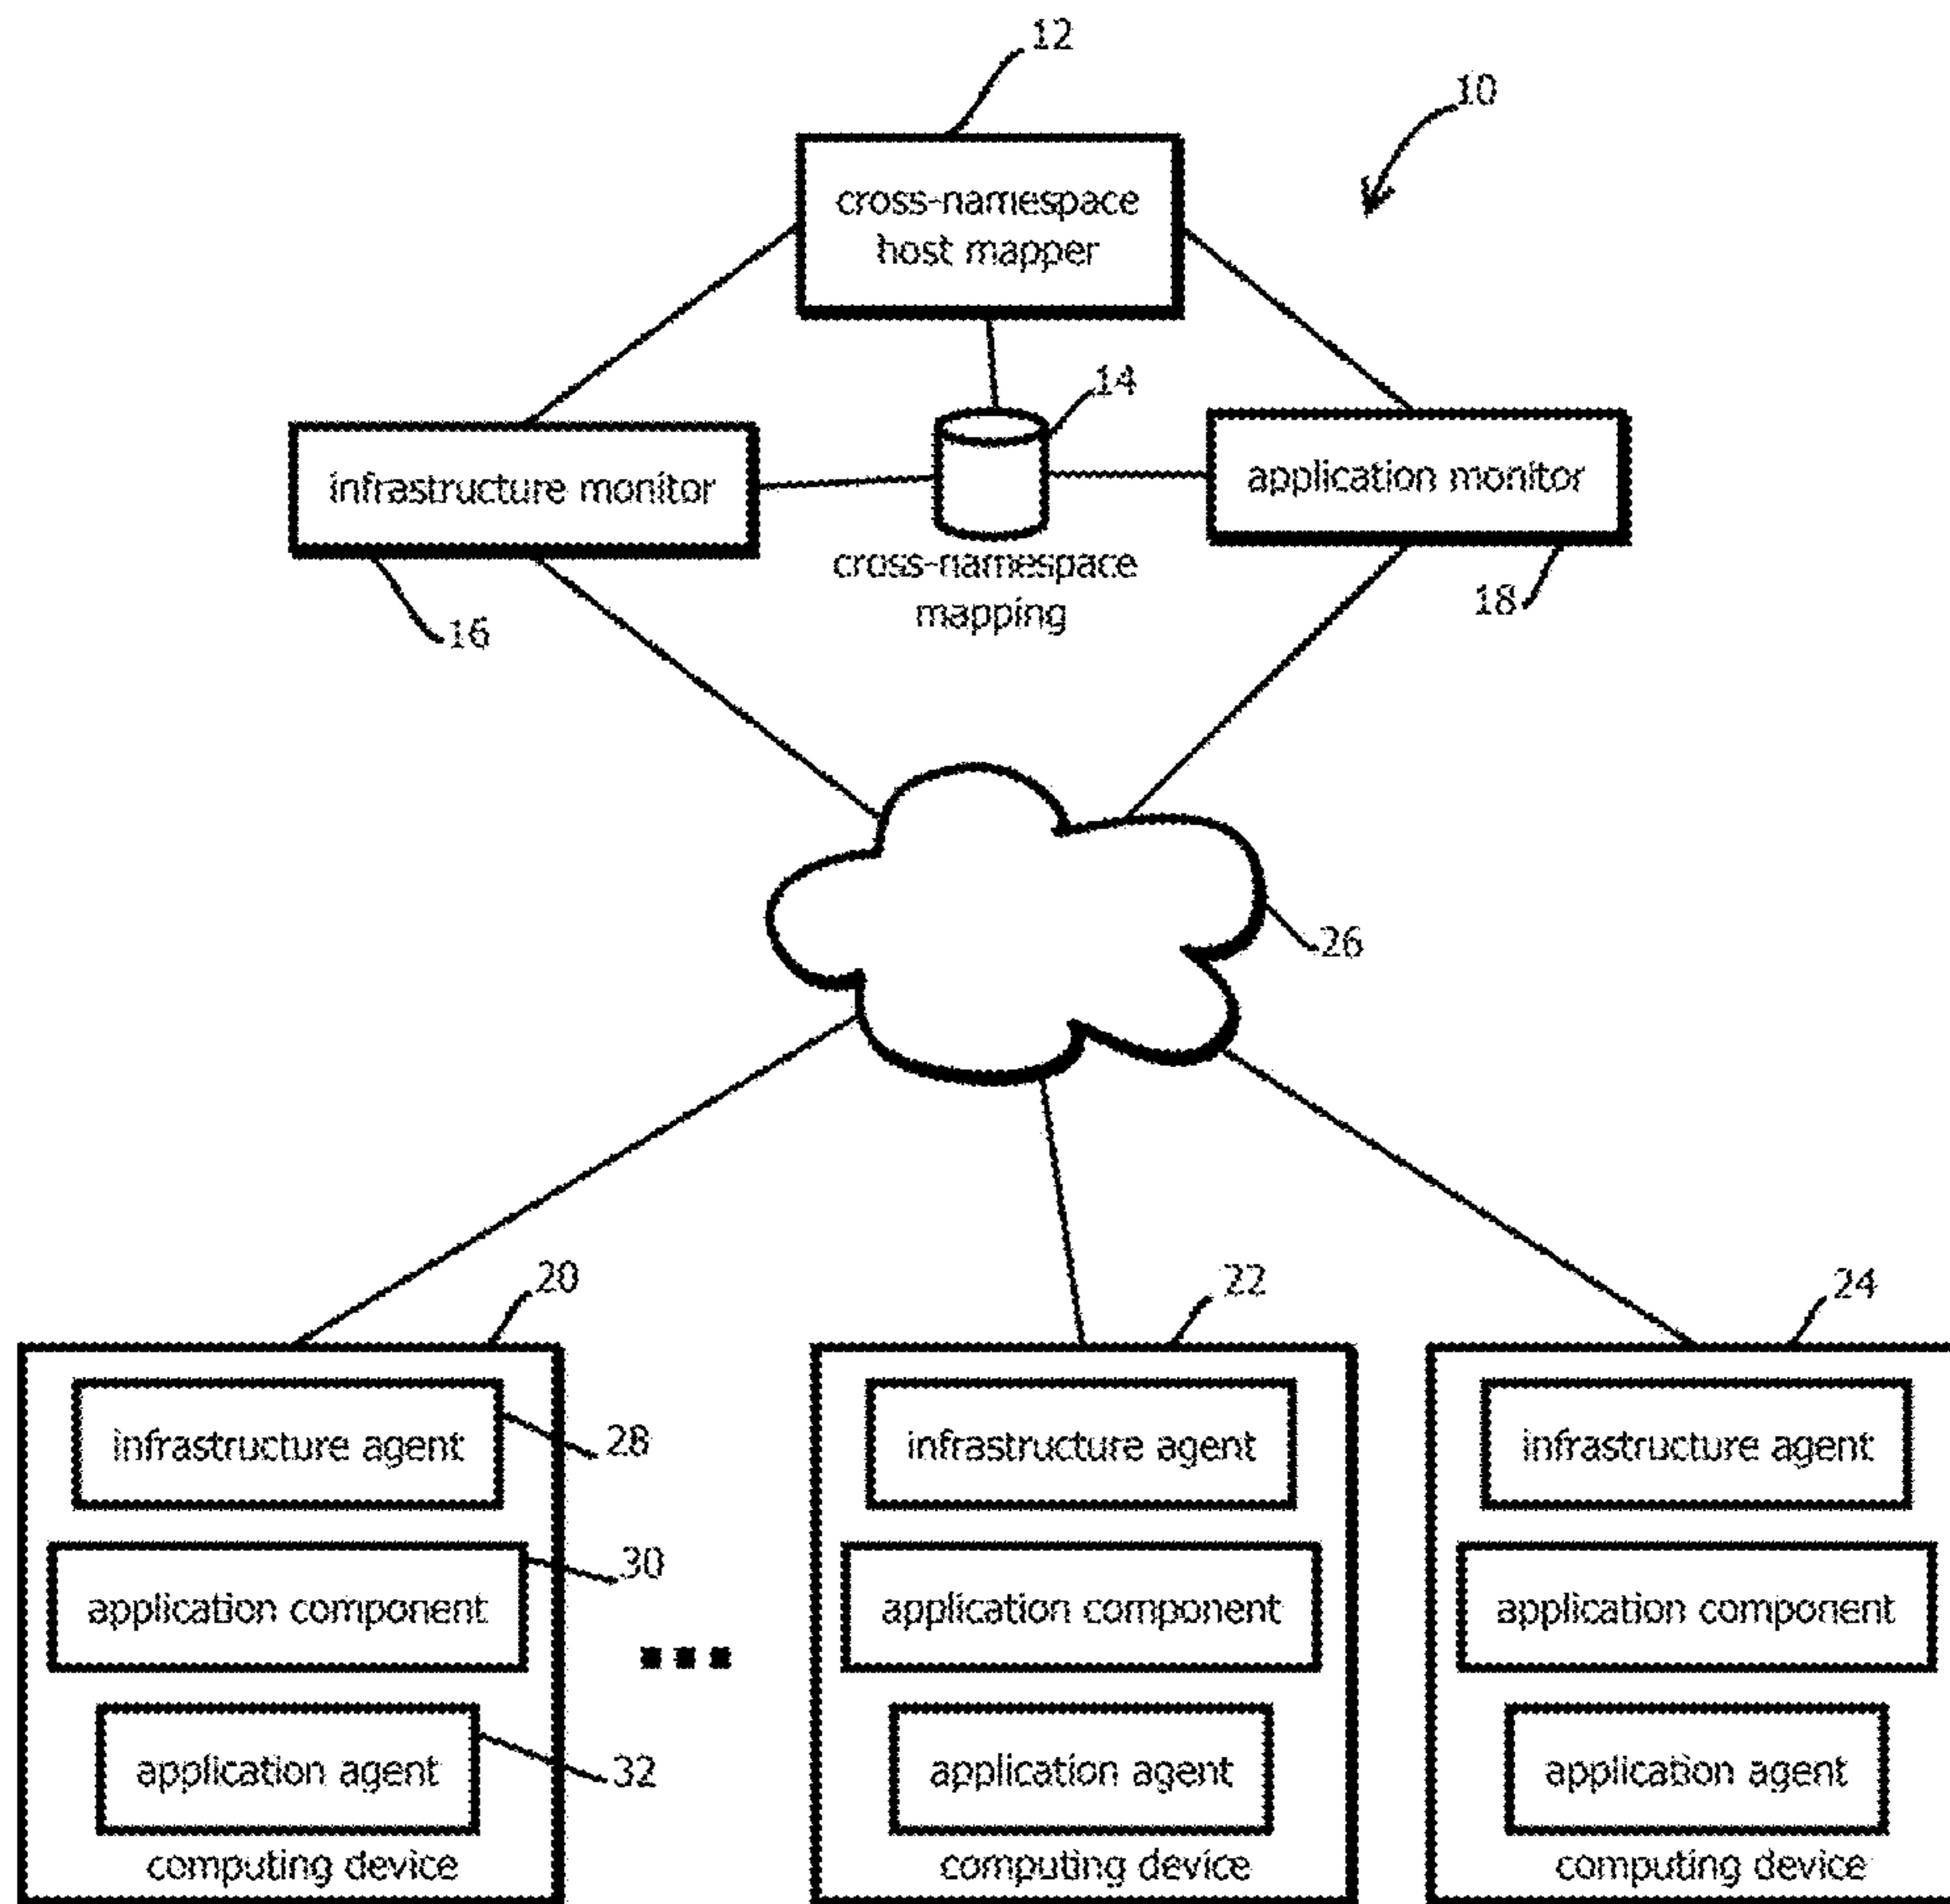 12
10
cross-namespace
host mapper
14
infrastructure monitor
application monitor
cross-namespace
mapping
16
18
26
20
22
24
infrastructure agent
28
infrastructure agent
infrastructure agent
30
application component
application component
application component
application agent
32
application agent
application agent
computing device
computing device
computing device